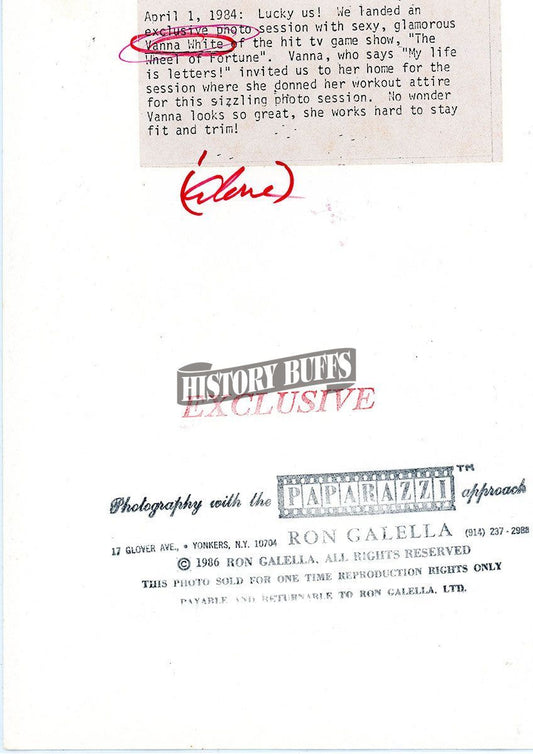 April 1, 1984: Lucky us! We landed an
exclusive photo session with sexy, glamorous
Vanna White of the hit tv game show, "The
Wheel of Fortune". Vanna, who says "My life
is letters!" invited us to her home for the
session where she donned her workout attire
for this sizzling photo session. No wonder
Vanna looks so great, she works hard to stay
fit and trim!
(alone)
HISTORY BUFFS
EXCLUSIVE
Photography with the PAPARAZZI™ approach
17 GLOVER AVE., • YONKERS, N.Y. 10704 RON GALELLA (914) 237-2988
© 1986 RON GALELLA, ALL RIGHTS RESERVED
THIS PHOTO SOLD FOR ONE TIME REPRODUCTION RIGHTS ONLY
PAYABLE AND RETURNABLE TO RON GALELLA, LTD.